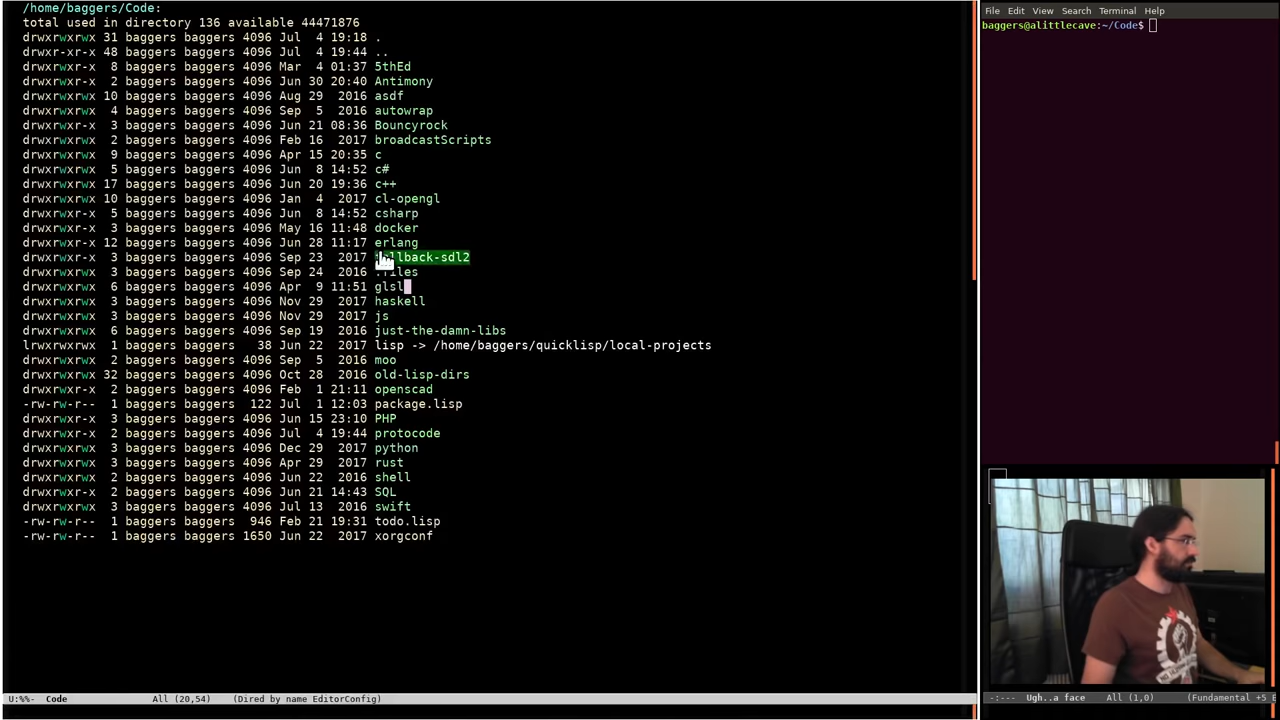 /home/baggers/Code:
total used in directory 136 available 44471876
drwxrwxrwx 31 baggers baggers 4096 Jul  4 19:18 .
drwxr-xr-x 48 baggers baggers 4096 Jul  4 19:44 ..
drwxrwxr-x  8 baggers baggers 4096 Mar  4 01:37 5thEd
drwxrwxr-x  2 baggers baggers 4096 Jun 30 20:40 Antimony
drwxrwxrwx 10 baggers baggers 4096 Aug 29  2016 asdf
drwxrwxrwx  4 baggers baggers 4096 Sep  5  2016 autowrap
drwxrwxr-x  3 baggers baggers 4096 Jun 21 08:36 Bouncyrock
drwxrwxrwx  2 baggers baggers 4096 Feb 16  2017 broadcastScripts
drwxrwxrwx  9 baggers baggers 4096 Apr 15 20:35 c
drwxrwxrwx  5 baggers baggers 4096 Jun  8 14:52 c#
drwxrwxrwx 17 baggers baggers 4096 Jun 20 19:36 c++
drwxrwxrwx 10 baggers baggers 4096 Jan  4  2017 cl-opengl
drwxrwxr-x  5 baggers baggers 4096 Jun  8 14:52 csharp
drwxrwxr-x  3 baggers baggers 4096 May 16 11:48 docker
drwxrwxr-x 12 baggers baggers 4096 Jun 28 11:17 erlang
drwxrwxr-x  3 baggers baggers 4096 Sep 23  2017
drwxrwxr-x  5 baggers baggers 4096 Sep 24  2016 .files
drwxrwxrwx  6 baggers baggers 4096 Apr  9 11:51 glsl
drwxrwxrwx  3 baggers baggers 4096 Nov 29  2017 haskell
drwxrwxrwx  3 baggers baggers 4096 Nov 29  2017 js
drwxrwxrwx  6 baggers baggers 4096 Sep 19  2016 just-the-damn-libs
lrwxrwxrwx  1 baggers baggers   38 Jun 22  2017 lisp -> /home/baggers/quicklisp/local-projects
drwxrwxrwx  2 baggers baggers 4096 Sep  5  2016 moo
drwxrwxrwx 32 baggers baggers 4096 Oct 28  2016 old-lisp-dirs
drwxrwxr-x  2 baggers baggers 4096 Feb  1 21:11 openscad
-rw-rw-r--  1 baggers baggers  122 Jul  1 12:03 package.lisp
drwxrwxr-x  3 baggers baggers 4096 Jun 15 23:10 PHP
drwxrwxr-x  2 baggers baggers 4096 Jul  4 19:44 protocode
drwxrwxrwx  3 baggers baggers 4096 Dec 29  2017 python
drwxrwxrwx  3 baggers baggers 4096 Apr 29  2017 rust
drwxrwxrwx  2 baggers baggers 4096 Jun 22  2016 shell
drwxrwxr-x  2 baggers baggers 4096 Jun 21 14:43 SQL
drwxrwxrwx  3 baggers baggers 4096 Jul 13  2016 swift
-rw-rw-r--  1 baggers baggers  946 Feb 21 19:31 todo.lisp
-rw-rw-r--  1 baggers baggers 1650 Jun 22  2017 xorgconf
U:%%-  Code           All (20,54)    (Dired by name EditorConfig)
File Edit View Search Terminal Help
baggers@alittlecave:~/Code$
-:---  Ugh..a face   All (1,0)     (Fundamental +5